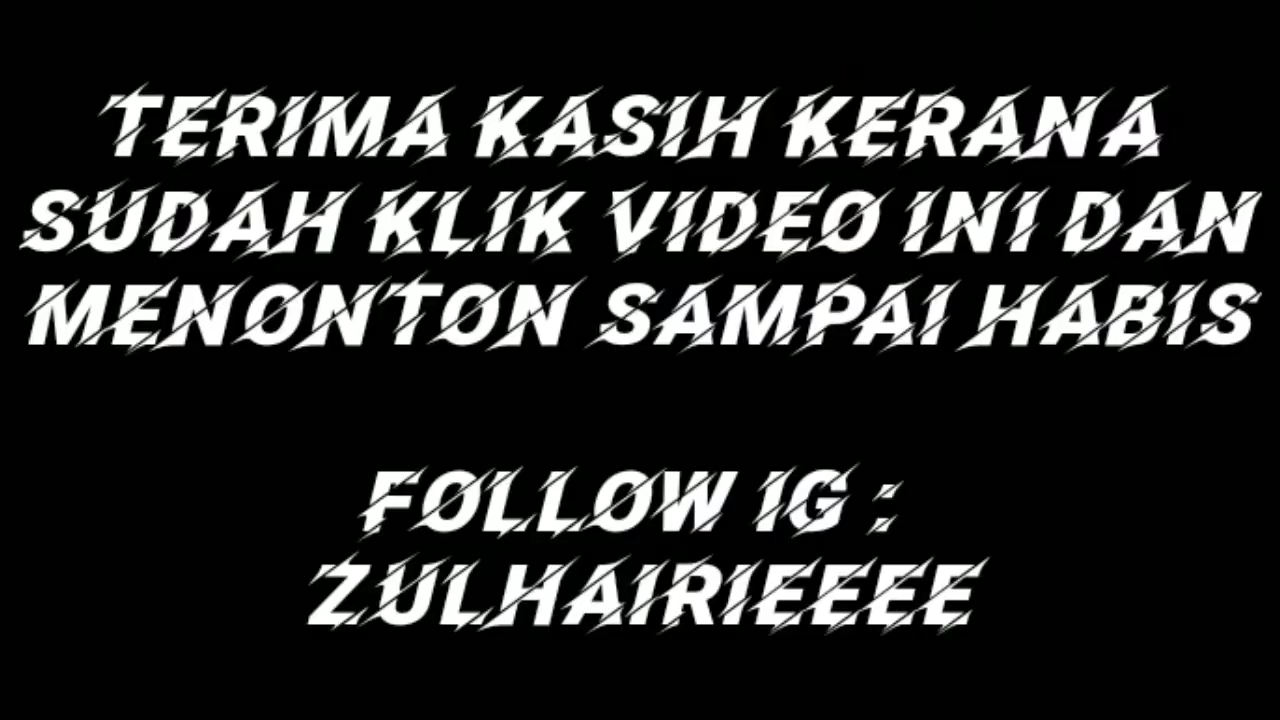 TERIMA KASIH KERANA
SUDAH KLIK VIDEO INI DAN
MENONTON SAMPAI HABIS
FOLLOW IG :
ZULHAIRIEEEE